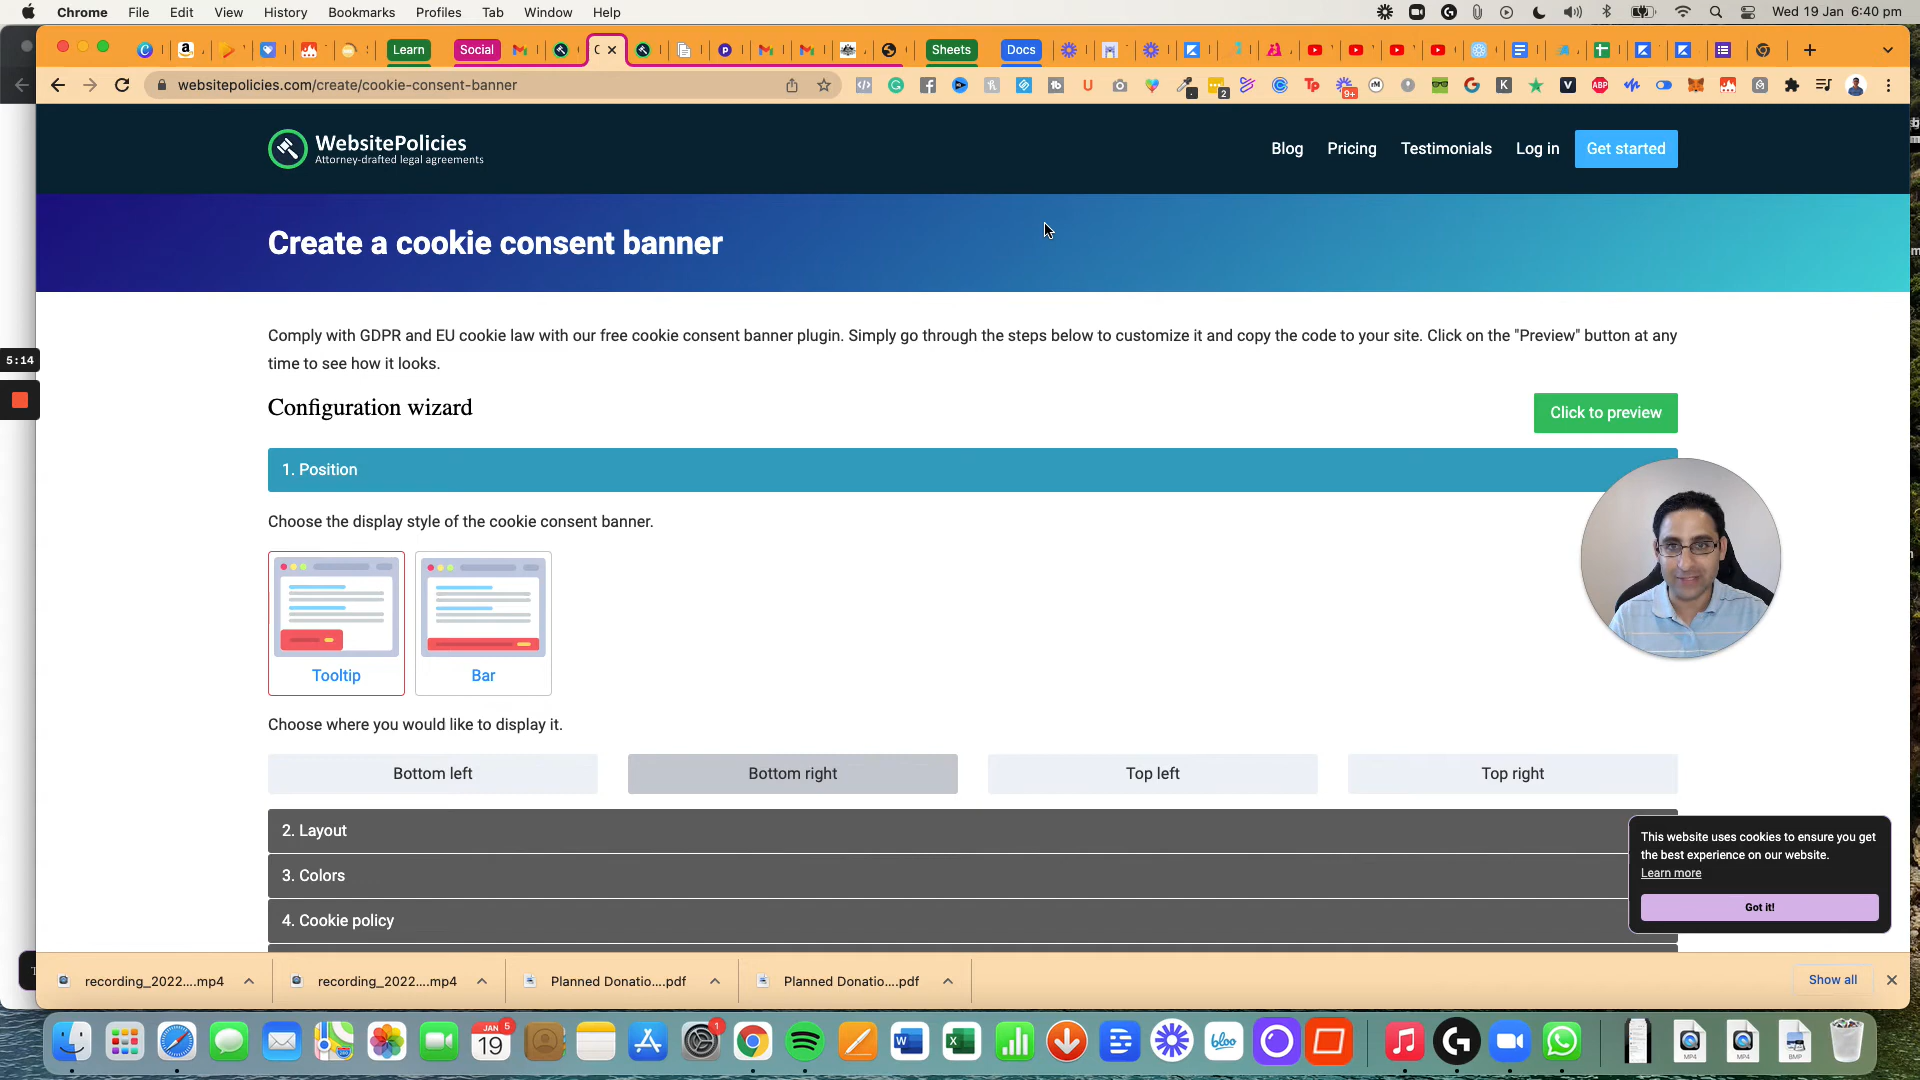 Chrome File Edit View History Bookmarks Profiles Tab Window Help Wed 19 Jan 6:40 pm
Learn Social Sheets Docs
websitepolicies.com/create/cookie-consent-banner
WebsitePolicies
Attorney-drafted legal agreements
Blog Pricing Testimonials Log in Get started
Create a cookie consent banner
Comply with GDPR and EU cookie law with our free cookie consent banner plugin. Simply go through the steps below to customize it and copy the code to your site. Click on the "Preview" button at any
time to see how it looks.
5:14
Configuration wizard
Click to preview
1. Position
Choose the display style of the cookie consent banner.
Tooltip Bar
Choose where you would like to display it.
Bottom left Bottom right Top left Top right
2. Layout
3. Colors
4. Cookie policy
This website uses cookies to ensure you get
the best experience on our website.
Learn more
Got it!
recording_2022....mp4 recording_2022....mp4 Planned Donatio....pdf Planned Donatio....pdf Show all
JAN 5
19
1
bloo
MP4 MP4 BMP